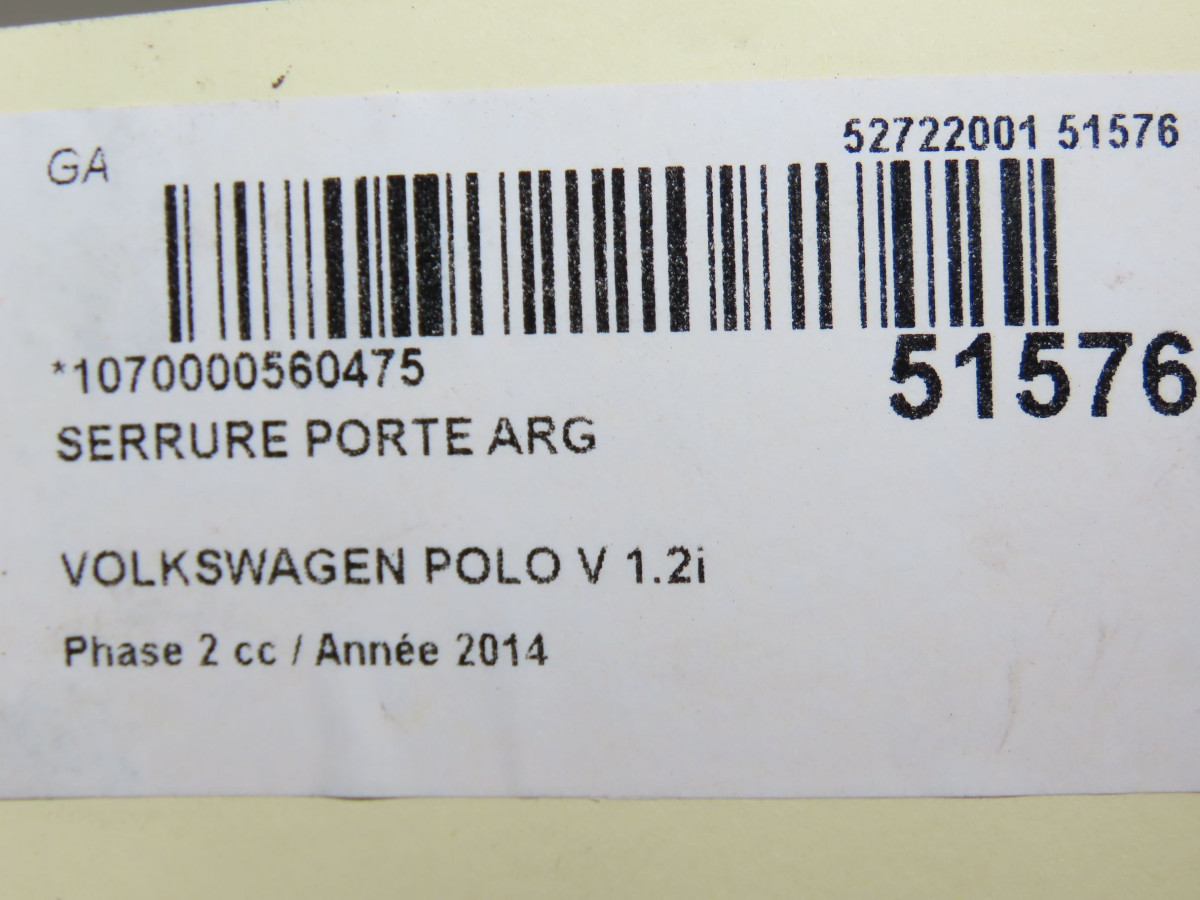 GA
52722001 51576
*1070000560475
51576
SERRURE PORTE ARG
VOLKSWAGEN POLO V 1.2i
Phase 2 cc / Année 2014